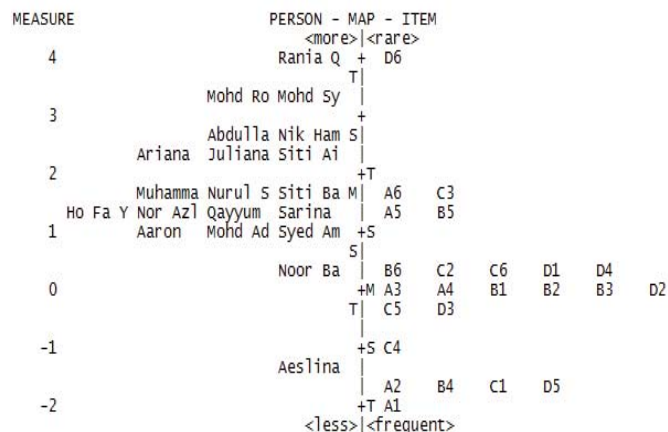 MEASURE PERSON - MAP - ITEM
<more>|<rare>
4 Rania Q + D6
T|
Mohd Ro Mohd Sy |
3 +
Abdulla Nik Ham S|
Ariana Juliana Siti Ai |
2 +T
Muhamma Nurul S Siti Ba M| A6 C3
Ho Fa Y Nor Azl Qayyum Sarina | A5 B5
1 Aaron Mohd Ad Syed Am +S
S|
Noor Ba | B6 C2 C6 D1 D4
0 +M A3 A4 B1 B2 B3 D2
T| C5 D3
|
-1 +S C4
Aeslina |
| A2 B4 C1 D5
-2 +T A1
<less>|<frequent>